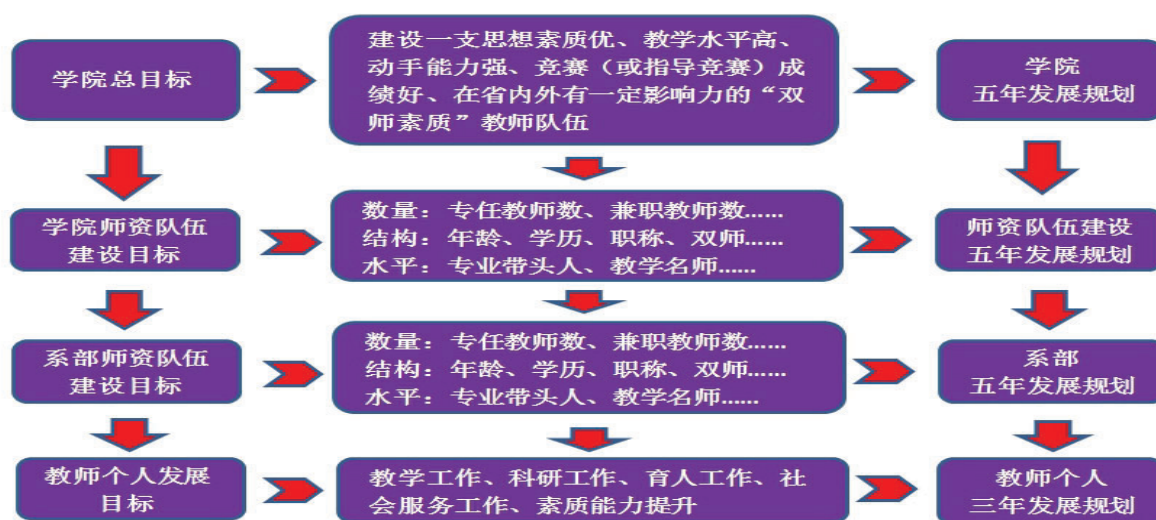 学院总目标
建设一支思想素质优、教学水平高、
动手能力强、竞赛（或指导竞赛）成
绩好、在省内外有一定影响力的“双
师素质”教师队伍
学院
五年发展规划
学院师资队伍
建设目标
数量：专任教师数、兼职教师数……
结构：年龄、学历、职称、双师……
水平：专业带头人、教学名师……
师资队伍建设
五年发展规划
系部师资队伍
建设目标
数量：专任教师数、兼职教师数……
结构：年龄、学历、职称、双师……
水平：专业带头人、教学名师……
系部
五年发展规划
教师个人发展
目标
教学工作、科研工作、育人工作、社
会服务工作、素质能力提升
教师个人
三年发展规划